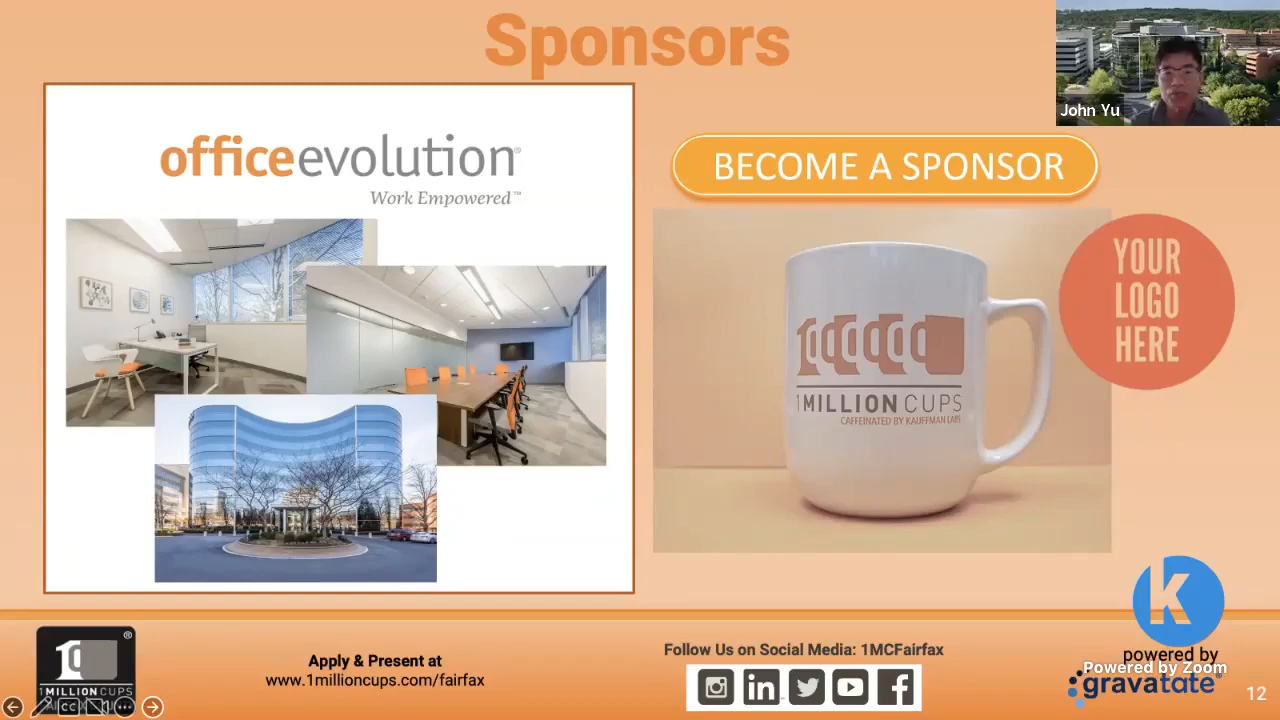 Sponsors
John Yu
officeevolution®
Work Empowered™
BECOME A SPONSOR
YOUR
LOGO
HERE
1MILLION CUPS
CAFFEINATED BY KAUFFMAN LABS
Apply & Present at
www.1millioncups.com/fairfax
Follow Us on Social Media: 1MCFairfax
K
powered by
Powered by Zoom
gravatate
12
10
®
1MILLION CUPS